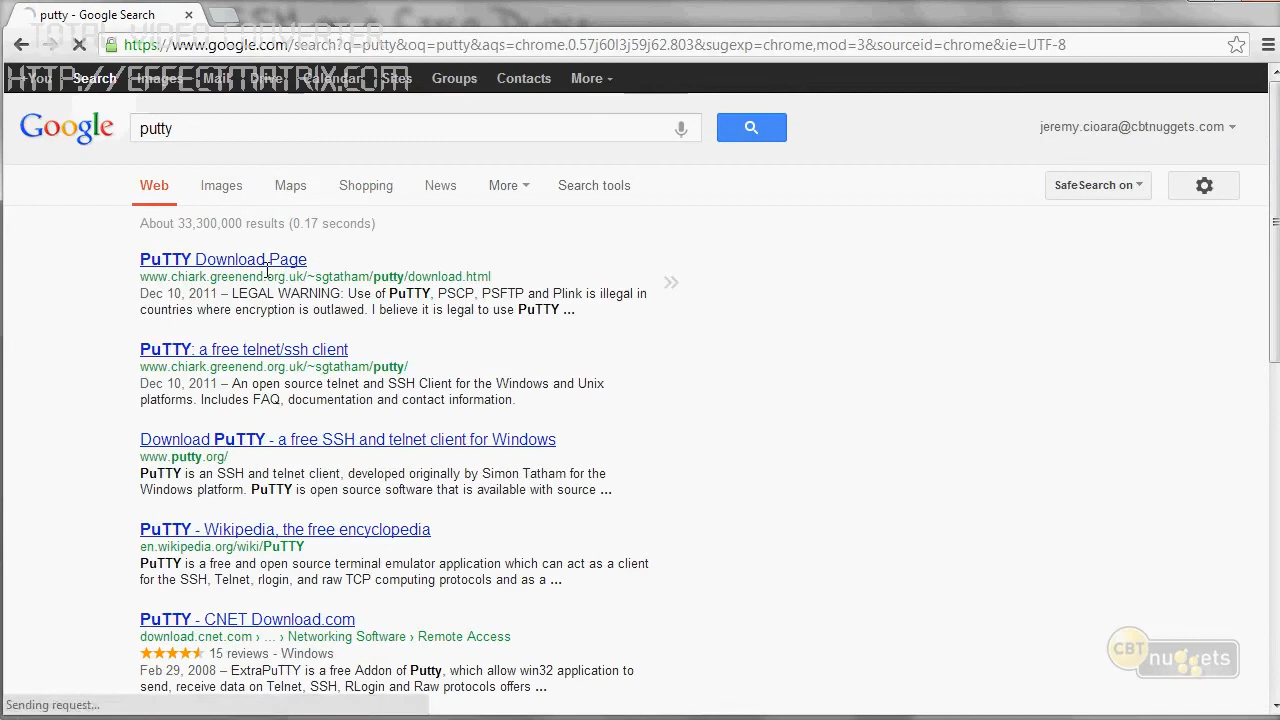 putty - Google Search
TOTAL VIDEO CONVERTER
https://www.google.com/search?q=putty&oq=putty&aqs=chrome.0.57j60l3j59j62.803&sugexp=chrome,mod=3&sourceid=chrome&ie=UTF-8
HTTP://EFFECTMATRIX.COM
+You Search Images Mail Drive Calendar Sites Groups Contacts More
Google
putty
jeremy.cioara@cbtnuggets.com
Web Images Maps Shopping News More Search tools
SafeSearch on
About 33,300,000 results (0.17 seconds)
PuTTY Download Page
www.chiark.greenend.org.uk/~sgtatham/putty/download.html
Dec 10, 2011 – LEGAL WARNING: Use of PuTTY, PSCP, PSFTP and Plink is illegal in
countries where encryption is outlawed. I believe it is legal to use PuTTY ...
PuTTY: a free telnet/ssh client
www.chiark.greenend.org.uk/~sgtatham/putty/
Dec 10, 2011 – An open source telnet and SSH Client for the Windows and Unix
platforms. Includes FAQ, documentation and contact information.
Download PuTTY - a free SSH and telnet client for Windows
www.putty.org/
PuTTY is an SSH and telnet client, developed originally by Simon Tatham for the
Windows platform. PuTTY is open source software that is available with source ...
PuTTY - Wikipedia, the free encyclopedia
en.wikipedia.org/wiki/PuTTY
PuTTY is a free and open source terminal emulator application which can act as a client
for the SSH, Telnet, rlogin, and raw TCP computing protocols and as a ...
PuTTY - CNET Download.com
download.cnet.com › ... › Networking Software › Remote Access
15 reviews - Windows
Feb 29, 2008 – ExtraPuTTY is a free Addon of Putty, which allow win32 application to
send, receive data on Telnet, SSH, RLogin and Raw protocols offers ...
CBT
nuggets
Sending request...